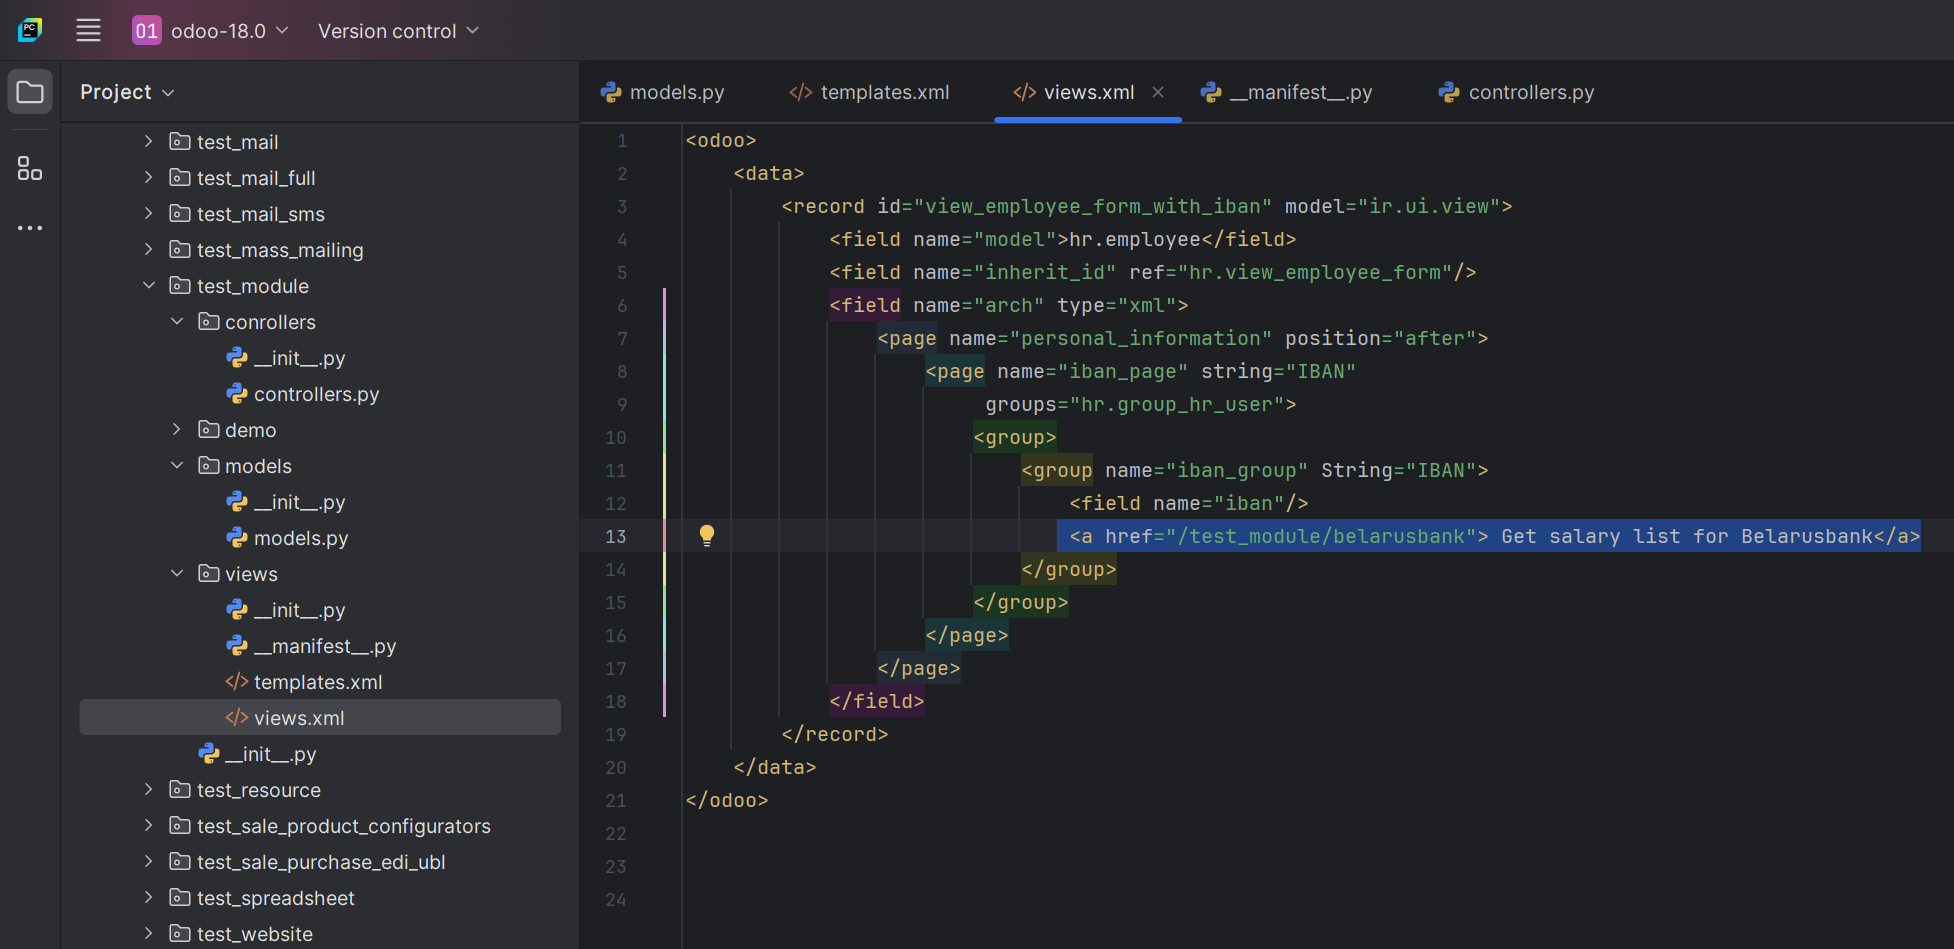 PC 01 odoo-18.0 Version control
Project
test_mail
test_mail_full
test_mail_sms
test_mass_mailing
test_module
conrollers
__init__.py
controllers.py
demo
models
__init__.py
models.py
views
__init__.py
__manifest__.py
templates.xml
views.xml
__init__.py
test_resource
test_sale_product_configurators
test_sale_purchase_edi_ubl
test_spreadsheet
test_website
models.py templates.xml views.xml __manifest__.py controllers.py
1 <odoo>
2 <data>
3 <record id="view_employee_form_with_iban" model="ir.ui.view">
4 <field name="model">hr.employee</field>
5 <field name="inherit_id" ref="hr.view_employee_form"/>
6 <field name="arch" type="xml">
7 <page name="personal_information" position="after">
8 <page name="iban_page" string="IBAN"
9 groups="hr.group_hr_user">
10 <group>
11 <group name="iban_group" String="IBAN">
12 <field name="iban"/>
13 <a href="/test_module/belarusbank"> Get salary list for Belarusbank</a>
14 </group>
15 </group>
16 </page>
17 </page>
18 </field>
19 </record>
20 </data>
21 </odoo>
22
23
24